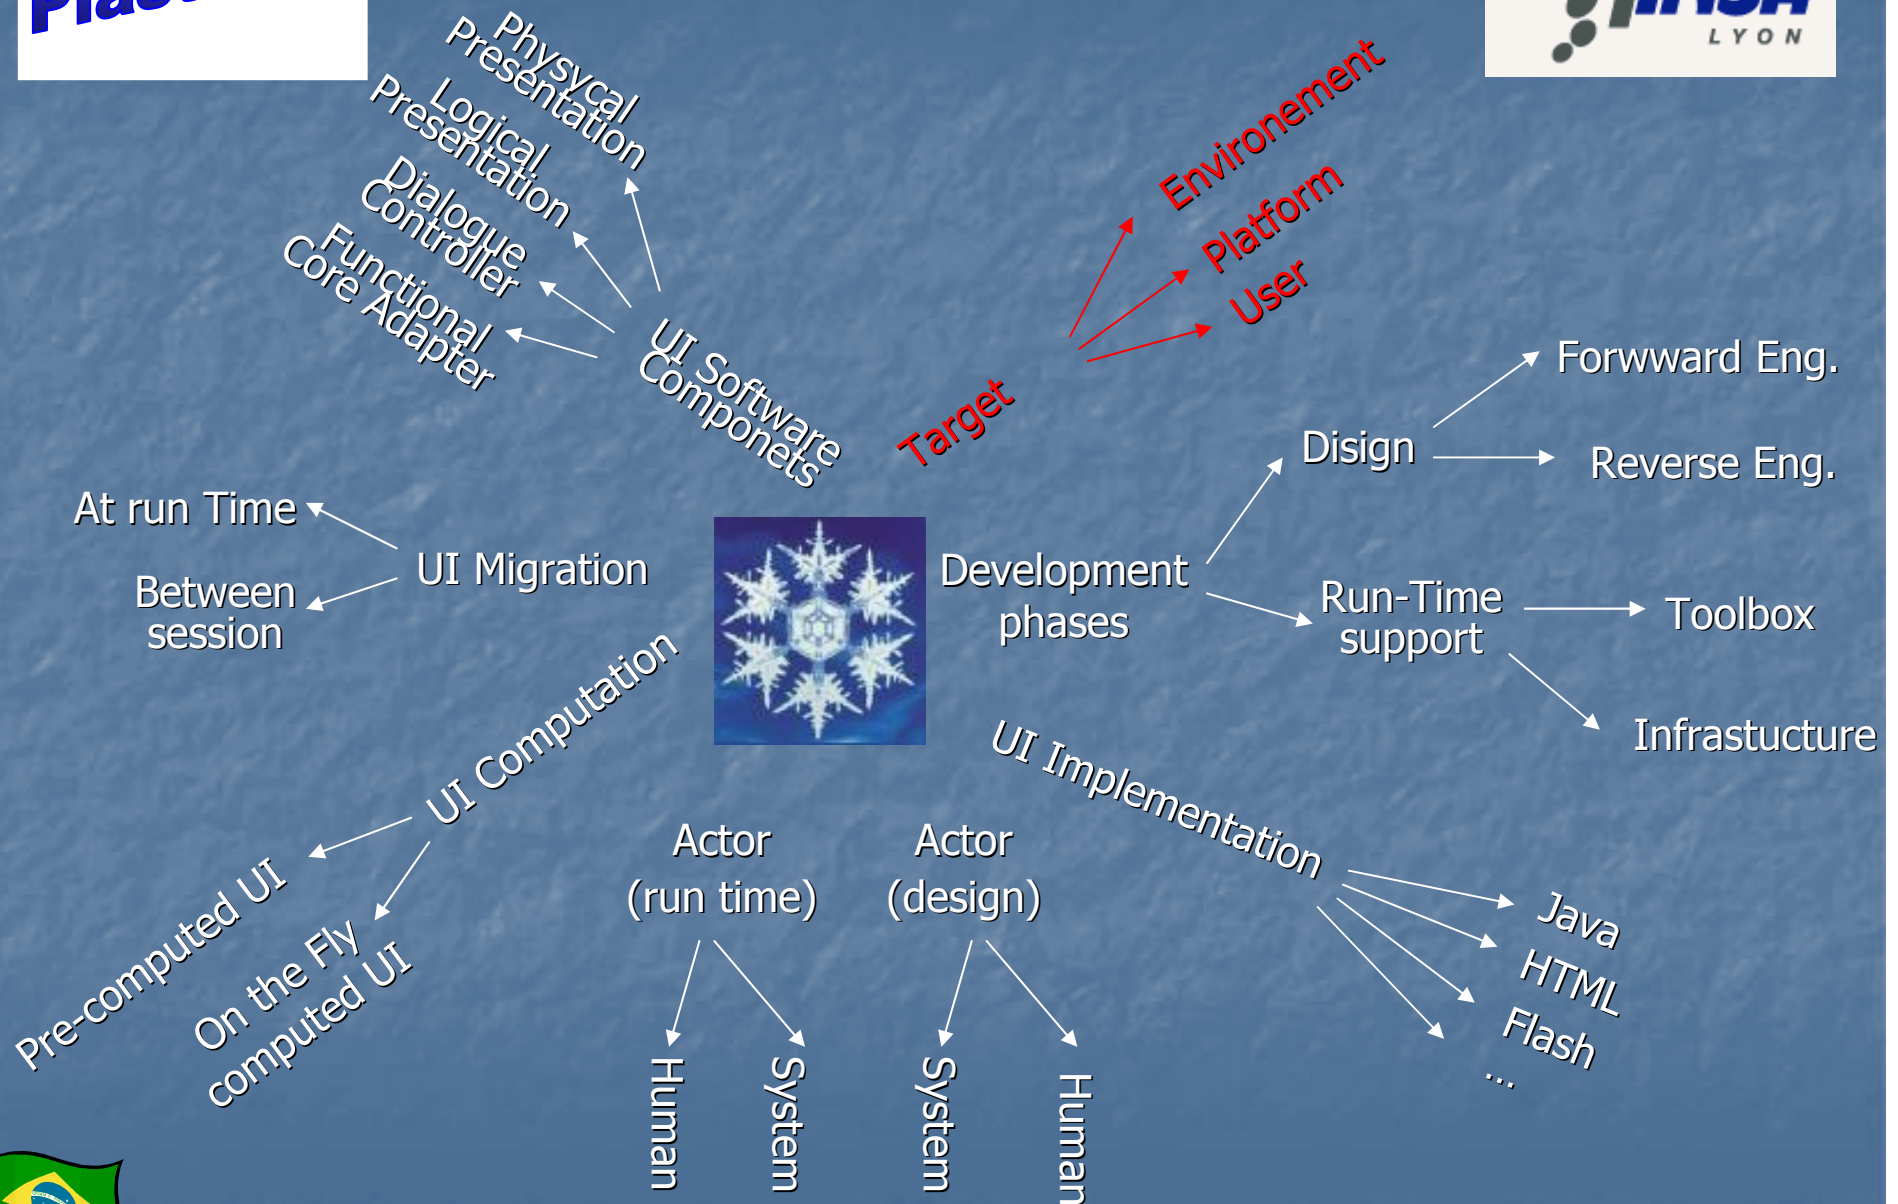 LYON
Physycal
Presentation
Logical
Presentation
Dialogue
Controller
Functional
Core Adapter
UI Software
Componets
Environement
Platform
User
Target
Forwward Eng.
Disign
Reverse Eng.
At run Time
UI Migration
Between
session
Development
phases
Run-Time
support
Toolbox
Infrastucture
UI Computation
Pre-computed UI
On the Fly
computed UI
UI Implementation
Java
HTML
Flash
...
Actor
(run time)
Human
System
Actor
(design)
System
Human